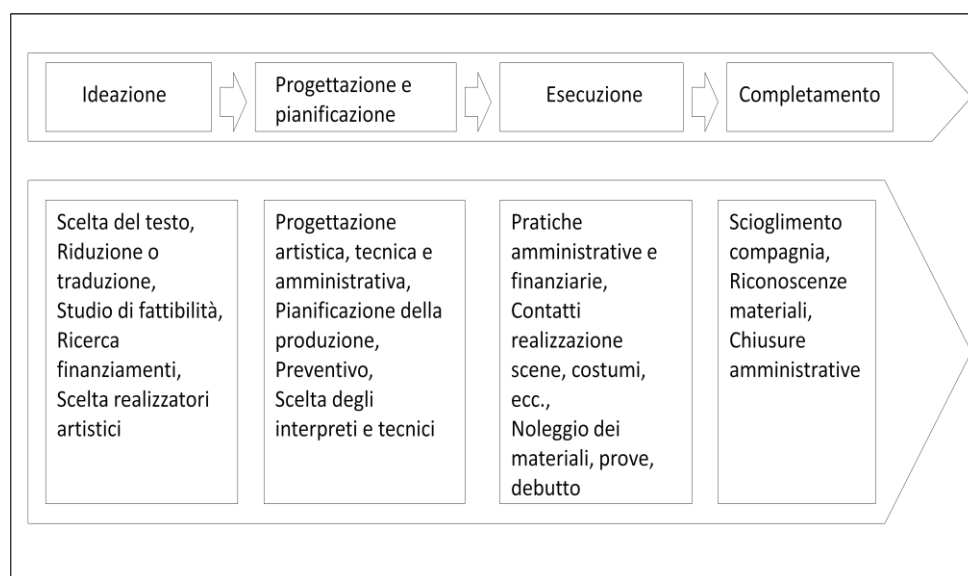 Ideazione
Progettazione e
pianificazione
Esecuzione
Completamento
Scelta del testo,
Riduzione o
traduzione,
Studio di fattibilità,
Ricerca
finanziamenti,
Scelta realizzatori
artistici
Progettazione
artistica, tecnica e
amministrativa,
Pianificazione della
produzione,
Preventivo,
Scelta degli
interpreti e tecnici
Pratiche
amministrative e
finanziarie,
Contatti
realizzazione
scene, costumi,
ecc.,
Noleggio dei
materiali, prove,
debutto
Scioglimento
compagnia,
Riconoscenze
materiali,
Chiusure
amministrative